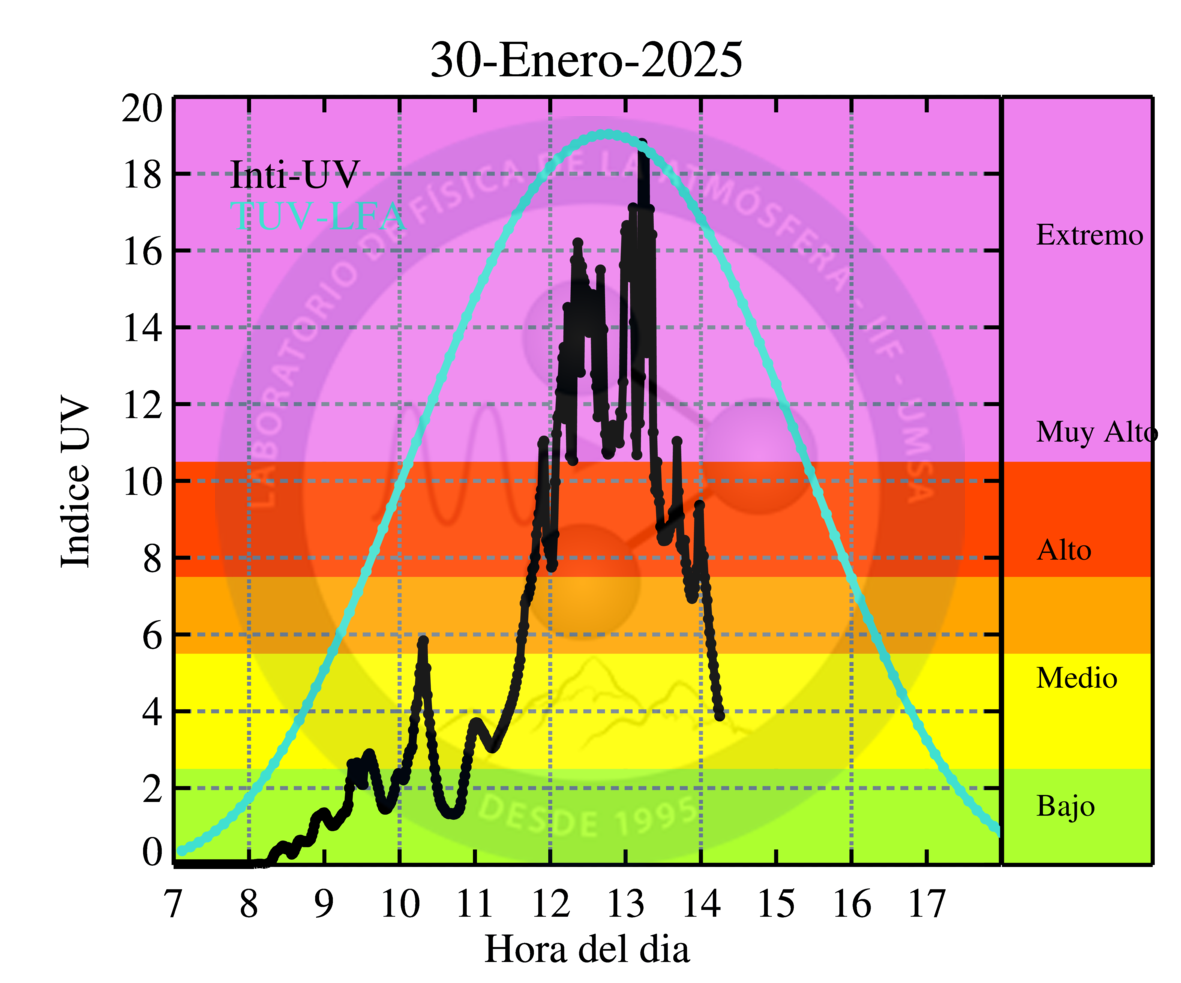 30-Enero-2025
Indice UV
20
18
16
14
12
10
8
6
4
2
0
Inti-UV
TUV-LFA
LABORATORIO DE FÍSICA DE LA ATMÓSFERA - IIF - UMSA
DESDE 1995
Extremo
Muy Alto
Alto
Medio
Bajo
7 8 9 10 11 12 13 14 15 16 17
Hora del dia